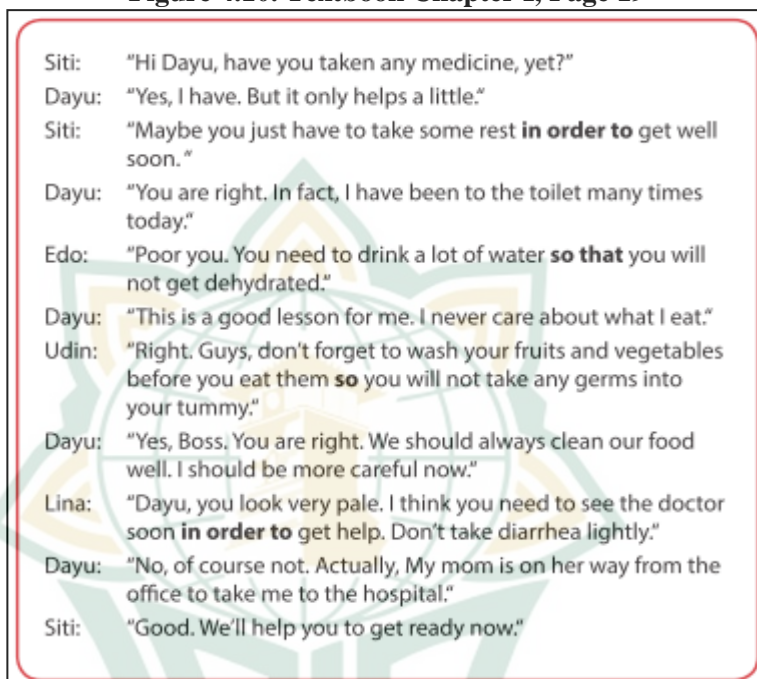 Siti: "Hi Dayu, have you taken any medicine, yet?"
Dayu: "Yes, I have. But it only helps a little."
Siti: "Maybe you just have to take some rest in order to get well
soon."
Dayu: "You are right. In fact, I have been to the toilet many times
today."
Edo: "Poor you. You need to drink a lot of water so that you will
not get dehydrated."
Dayu: "This is a good lesson for me. I never care about what I eat."
Udin: "Right. Guys, don't forget to wash your fruits and vegetables
before you eat them so you will not take any germs into
your tummy."
Dayu: "Yes, Boss. You are right. We should always clean our food
well. I should be more careful now."
Lina: "Dayu, you look very pale. I think you need to see the doctor
soon in order to get help. Don't take diarrhea lightly."
Dayu: "No, of course not. Actually, My mom is on her way from the
office to take me to the hospital."
Siti: "Good. We'll help you to get ready now."